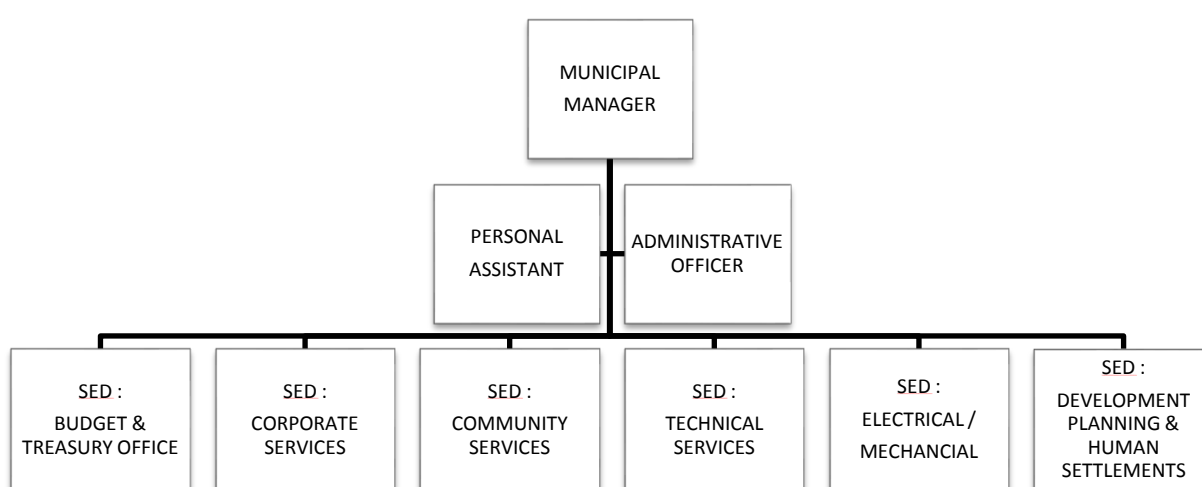 MUNICIPAL
MANAGER
PERSONAL
ASSISTANT
ADMINISTRATIVE
OFFICER
SED :
BUDGET &
TREASURY OFFICE
SED :
CORPORATE
SERVICES
SED :
COMMUNITY
SERVICES
SED :
TECHNICAL
SERVICES
SED :
ELECTRICAL /
MECHANCIAL
SED :
DEVELOPMENT
PLANNING &
HUMAN
SETTLEMENTS